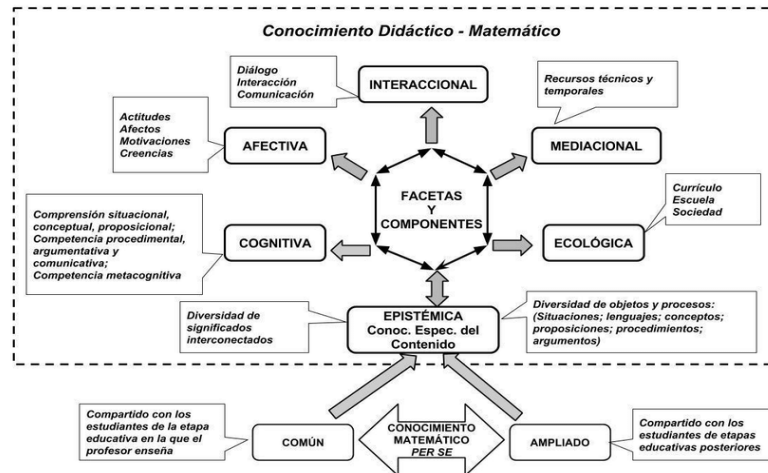 Conocimiento Didáctico - Matemático
Diálogo
Interacción
Comunicación
INTERACCIONAL
Recursos técnicos y
temporales
Actitudes
Afectos
Motivaciones
Creencias
AFECTIVA
MEDIACIONAL
FACETAS
Y
COMPONENTES
Currículo
Escuela
Sociedad
Comprensión situacional,
conceptual, proposicional;
Competencia procedimental,
argumentativa y
comunicativa;
Competencia metacognitiva
COGNITIVA
ECOLÓGICA
Diversidad de
significados
interconectados
EPISTÉMICA
Conoc. Espec. del
Contenido
Diversidad de objetos y procesos:
(Situaciones; lenguajes; conceptos;
proposiciones; procedimientos;
argumentos)
Compartido con los
estudiantes de la etapa
educativa en la que el
profesor enseña
COMÚN
CONOCIMIENTO
MATEMÁTICO
PER SE
AMPLIADO
Compartido con los
estudiantes de etapas
educativas posteriores